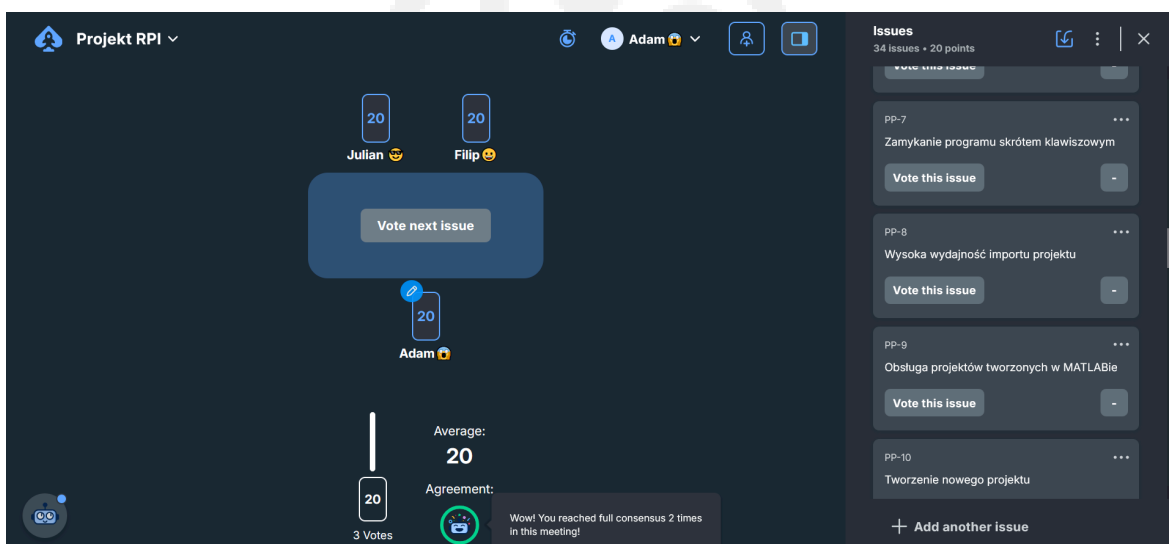 Projekt RPI
A Adam
Julian
20
Filip
20
Vote next issue
20
Adam
Average:
20
Agreement:
20
3 Votes
Wow! You reached full consensus 2 times
in this meeting!
Issues
34 issues • 20 points
Vote this issue
-
PP-7
Zamykanie programu skrótem klawiszowym
Vote this issue
-
PP-8
Wysoka wydajność importu projektu
Vote this issue
-
PP-9
Obsługa projektów tworzonych w MATLABie
Vote this issue
-
PP-10
Tworzenie nowego projektu
+ Add another issue